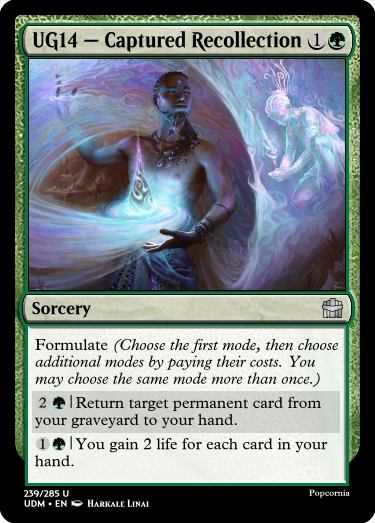 UG14 — Captured Recollection 1
Sorcery
Formulate (Choose the first mode, then choose
additional modes by paying their costs. You
may choose the same mode more than once.)
2 | Return target permanent card from
your graveyard to your hand.
1 | You gain 2 life for each card in your
hand.
239/285 U
Popcornia
UDM • EN Harkale Linai